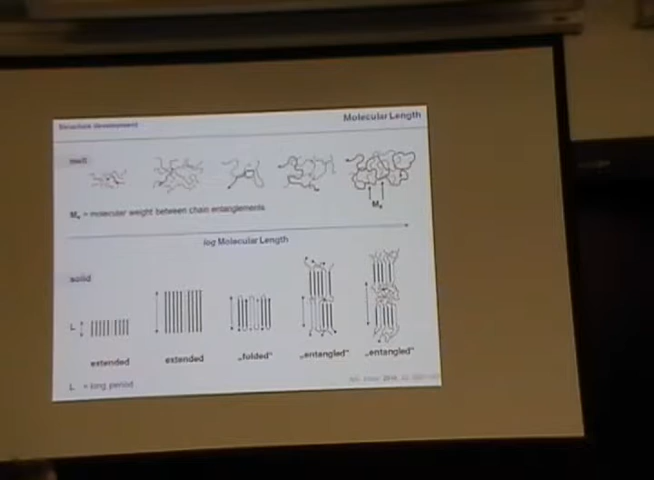 Structure development
Molecular Length
melt
Me
Me = molecular weight between chain entanglements
log Molecular Length
solid
L
extended
extended
„folded“
„entangled“
„entangled“
L = long period